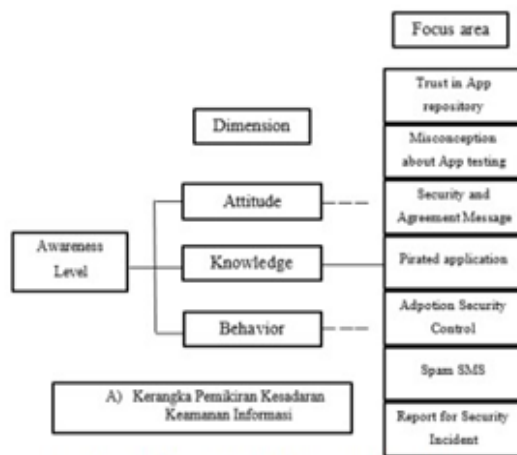 Focus area
Trust in App
repository
Dimension
Misconception
about App testing
Attitude
Security and
Agreement Message
Awareness
Level
Knowledge
Pirated application
Behavior
Adpotion Security
Control
Spam SMS
A) Kerangka Pemikiran Kesadaran
Keamanan Informasi
Report for Security
Incident